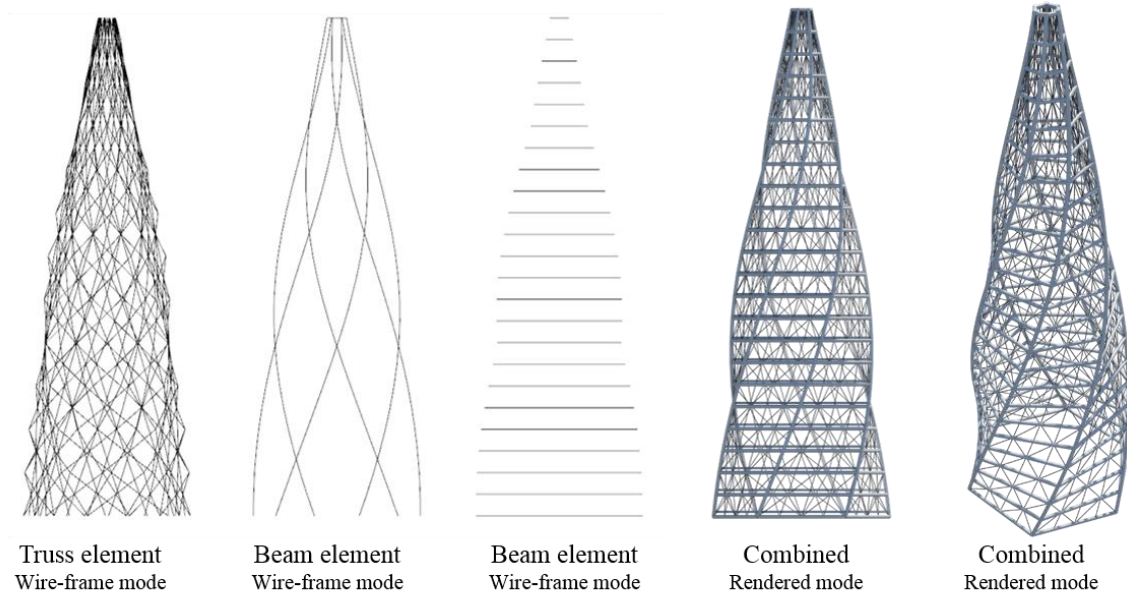 Truss element
Wire-frame mode
Beam element
Wire-frame mode
Beam element
Wire-frame mode
Combined
Rendered mode
Combined
Rendered mode